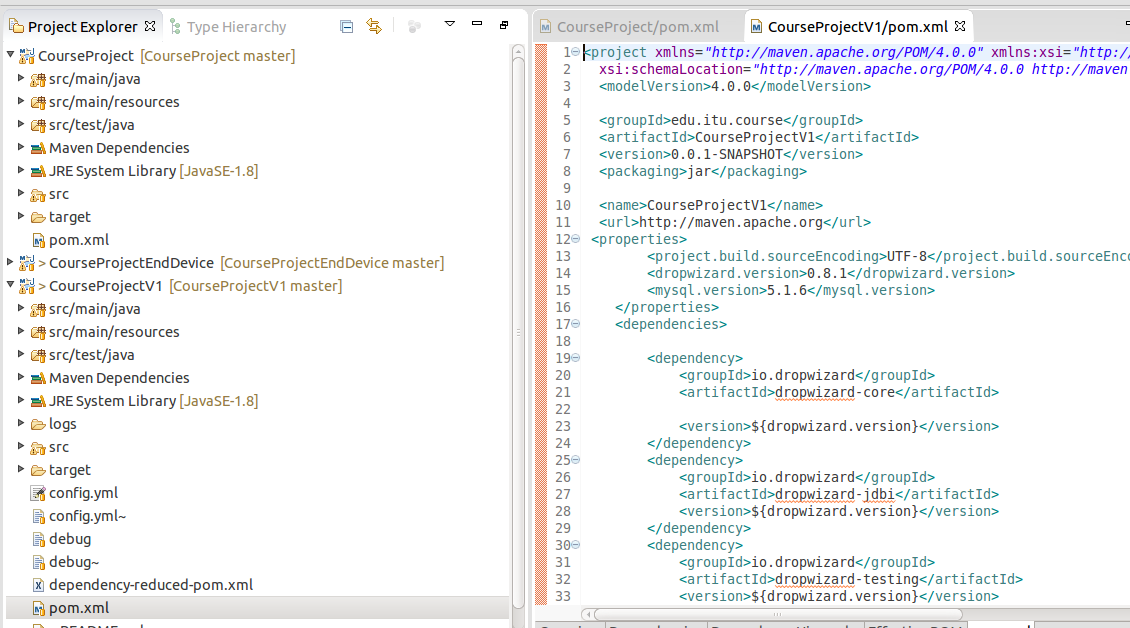 Project Explorer
Type Hierarchy
CourseProject [CourseProject master]
src/main/java
src/main/resources
src/test/java
Maven Dependencies
JRE System Library [JavaSE-1.8]
src
target
pom.xml
> CourseProjectEndDevice [CourseProjectEndDevice master]
> CourseProjectV1 [CourseProjectV1 master]
src/main/java
src/main/resources
src/test/java
Maven Dependencies
JRE System Library [JavaSE-1.8]
logs
src
target
config.yml
config.yml~
debug
debug~
dependency-reduced-pom.xml
pom.xml
CourseProject/pom.xml
CourseProjectV1/pom.xml
1 <project xmlns="http://maven.apache.org/POM/4.0.0" xmlns:xsi="http:/
2 xsi:schemaLocation="http://maven.apache.org/POM/4.0.0 http://maven
3 <modelVersion>4.0.0</modelVersion>
4
5 <groupId>edu.itu.course</groupId>
6 <artifactId>CourseProjectV1</artifactId>
7 <version>0.0.1-SNAPSHOT</version>
8 <packaging>jar</packaging>
9
10 <name>CourseProjectV1</name>
11 <url>http://maven.apache.org</url>
12 <properties>
13 <project.build.sourceEncoding>UTF-8</project.build.sourceEnco
14 <dropwizard.version>0.8.1</dropwizard.version>
15 <mysql.version>5.1.6</mysql.version>
16 </properties>
17 <dependencies>
18
19 <dependency>
20 <groupId>io.dropwizard</groupId>
21 <artifactId>dropwizard-core</artifactId>
22
23 <version>${dropwizard.version}</version>
24 </dependency>
25 <dependency>
26 <groupId>io.dropwizard</groupId>
27 <artifactId>dropwizard-jdbi</artifactId>
28 <version>${dropwizard.version}</version>
29 </dependency>
30 <dependency>
31 <groupId>io.dropwizard</groupId>
32 <artifactId>dropwizard-testing</artifactId>
33 <version>${dropwizard.version}</version>